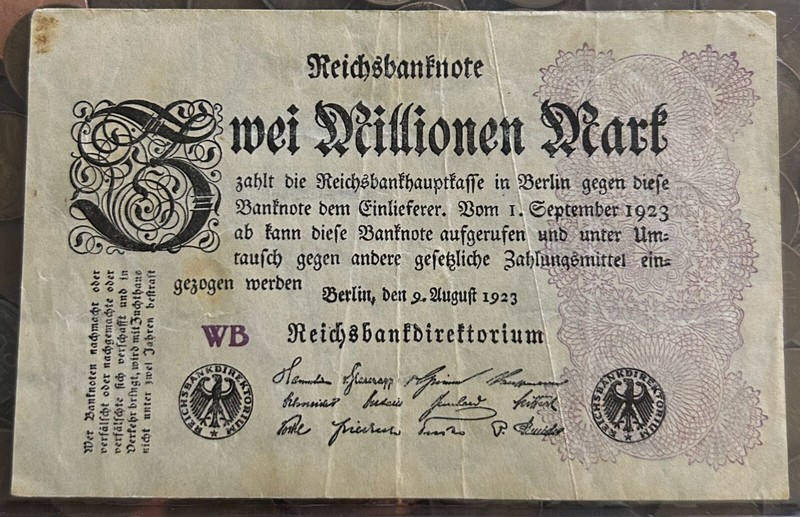 Reichsbanknote
Zwei Millionen Mark
zahlt die Reichsbankhauptkasse in Berlin gegen diese
Banknote dem Einlieferer. Vom 1. September 1923
ab kann diese Banknote aufgerufen und unter Um=
tausch gegen andere gesetzliche Zahlungsmittel ein=
gezogen werden
Berlin, den 9. August 1923
WB Reichsbankdirektorium
Wer Banknoten nachmacht oder
verfälscht oder nachgemachte oder
verfälschte sich verschafft und in
Verkehr bringt, wird mit Zuchthaus
nicht unter zwei Jahren bestraft
REICHSBANKDIREKTORIUM
REICHSBANKDIREKTORIUM